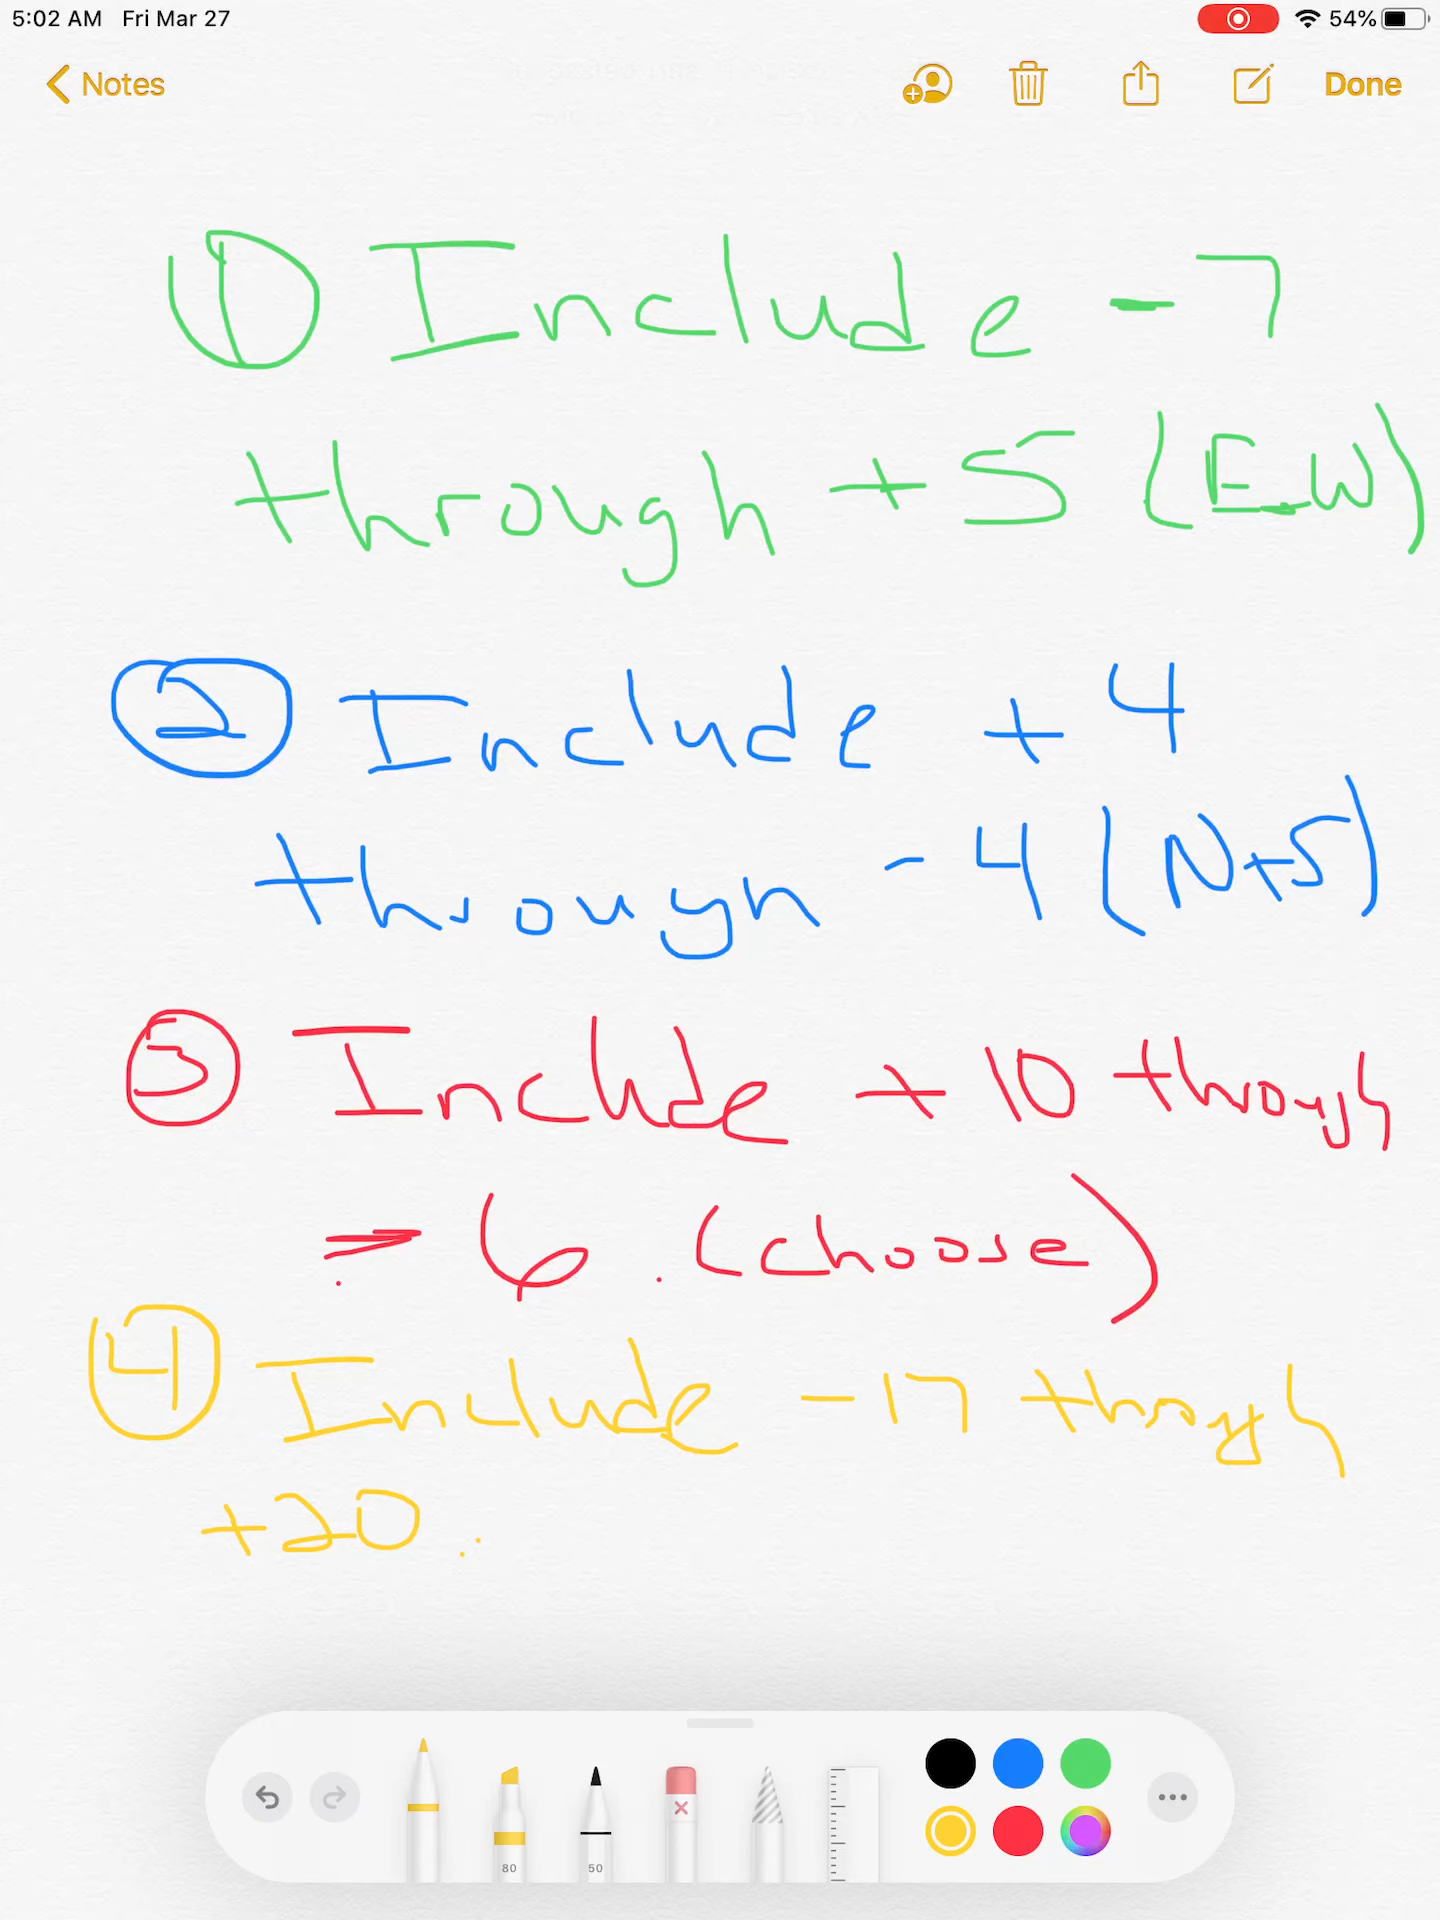 5:02 AM Fri Mar 27
54%
Notes
Done
① Include -7
through +5 (E-W)
② Include +4
through -4 (N+S)
③ Include +10 through
-6. (choose)
④ Include -17 through
+20
80
50